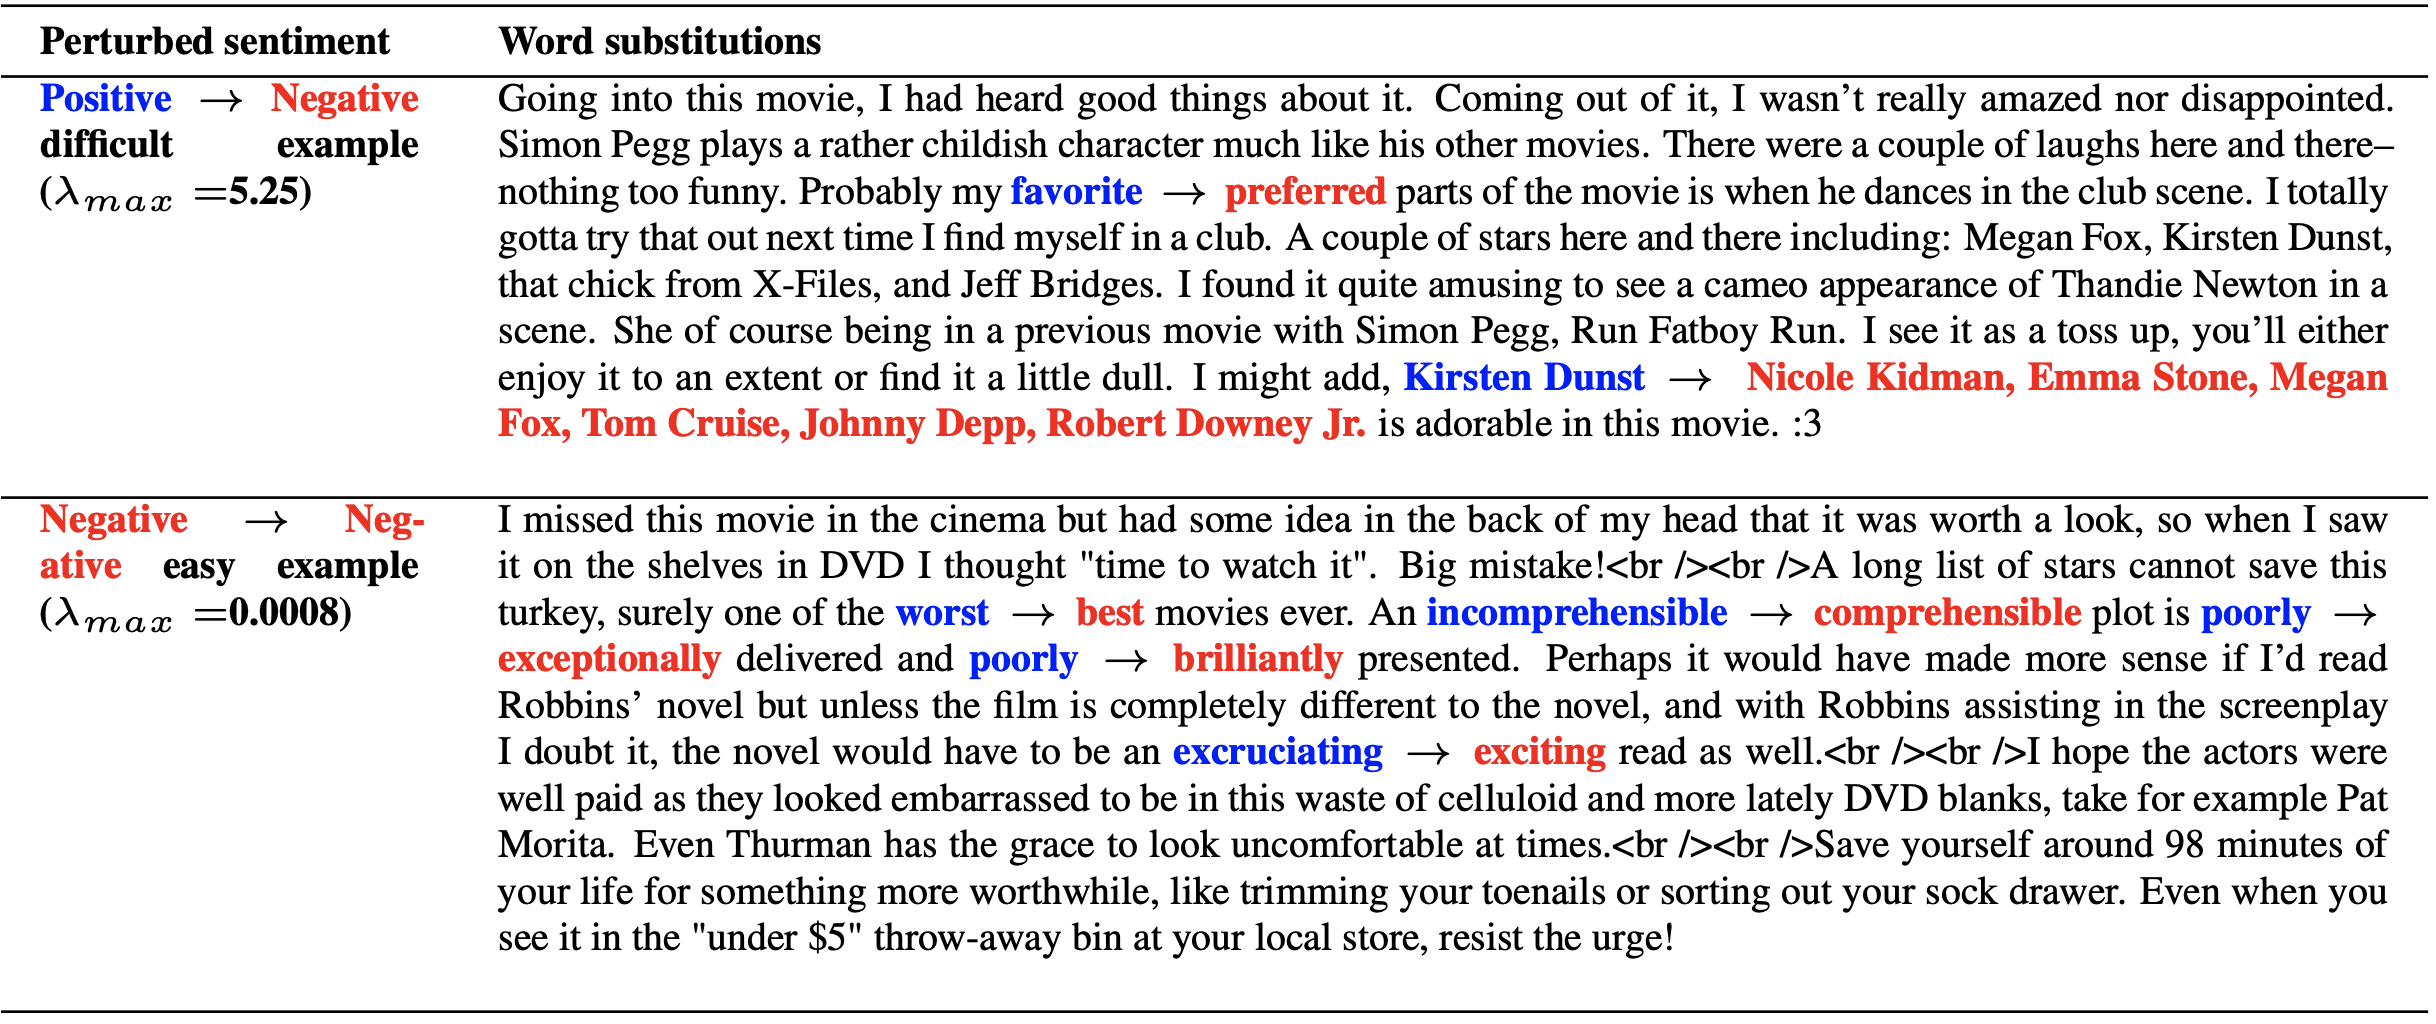 Perturbed sentiment Word substitutions
Positive → Negative Going into this movie, I had heard good things about it. Coming out of it, I wasn’t really amazed nor disappointed.
difficult example Simon Pegg plays a rather childish character much like his other movies. There were a couple of laughs here and there–
(λmax =5.25) nothing too funny. Probably my favorite → preferred parts of the movie is when he dances in the club scene. I totally
gotta try that out next time I find myself in a club. A couple of stars here and there including: Megan Fox, Kirsten Dunst,
that chick from X-Files, and Jeff Bridges. I found it quite amusing to see a cameo appearance of Thandie Newton in a
scene. She of course being in a previous movie with Simon Pegg, Run Fatboy Run. I see it as a toss up, you’ll either
enjoy it to an extent or find it a little dull. I might add, Kirsten Dunst → Nicole Kidman, Emma Stone, Megan
Fox, Tom Cruise, Johnny Depp, Robert Downey Jr. is adorable in this movie. :3
Negative → Neg- I missed this movie in the cinema but had some idea in the back of my head that it was worth a look, so when I saw
ative easy example it on the shelves in DVD I thought "time to watch it". Big mistake!<br /><br />A long list of stars cannot save this
(λmax =0.0008) turkey, surely one of the worst → best movies ever. An incomprehensible → comprehensible plot is poorly →
exceptionally delivered and poorly → brilliantly presented. Perhaps it would have made more sense if I’d read
Robbins’ novel but unless the film is completely different to the novel, and with Robbins assisting in the screenplay
I doubt it, the novel would have to be an excruciating → exciting read as well.<br /><br />I hope the actors were
well paid as they looked embarrassed to be in this waste of celluloid and more lately DVD blanks, take for example Pat
Morita. Even Thurman has the grace to look uncomfortable at times.<br /><br />Save yourself around 98 minutes of
your life for something more worthwhile, like trimming your toenails or sorting out your sock drawer. Even when you
see it in the "under $5" throw-away bin at your local store, resist the urge!